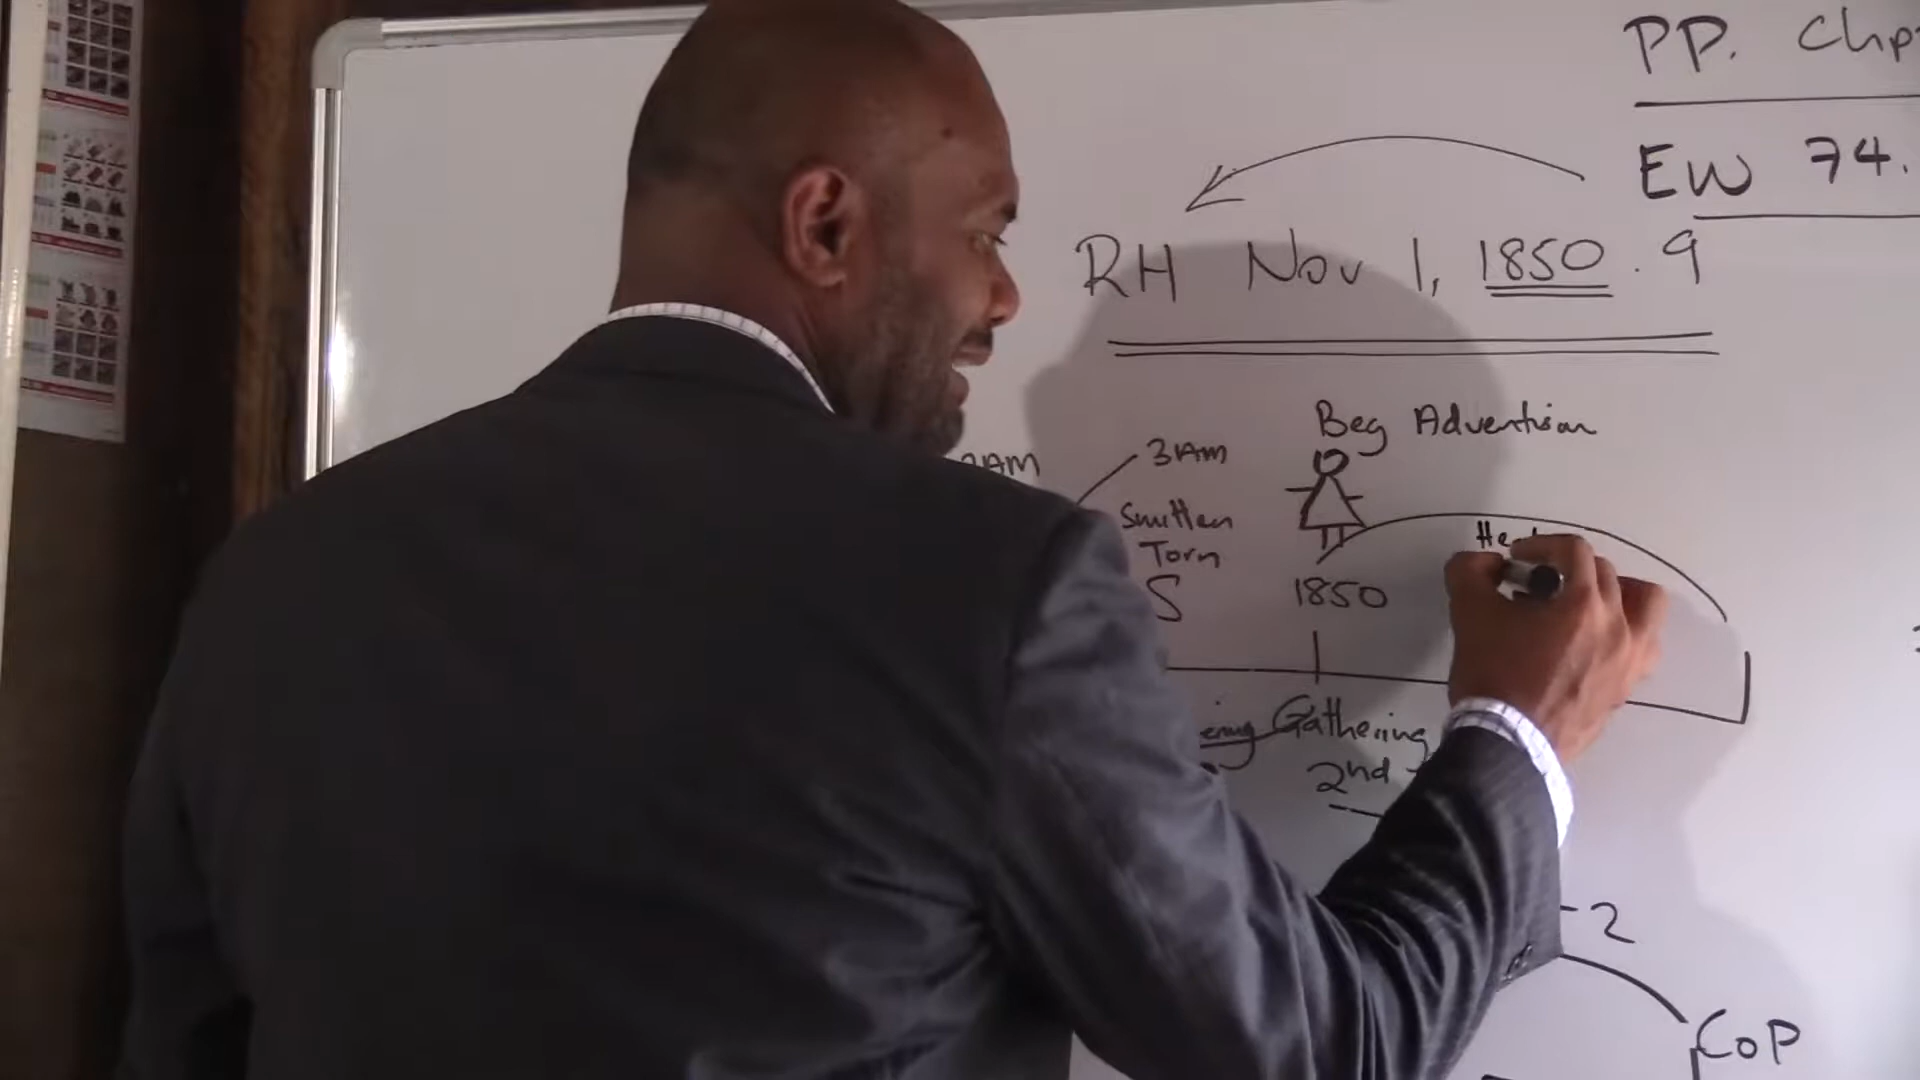 PP. Chp
EW 74.
RH Nov 1, 1850 . 9
Beg Adventism
3AM
AM
Smitten
Torn
S
1850
Gathering
2nd
2
CoP